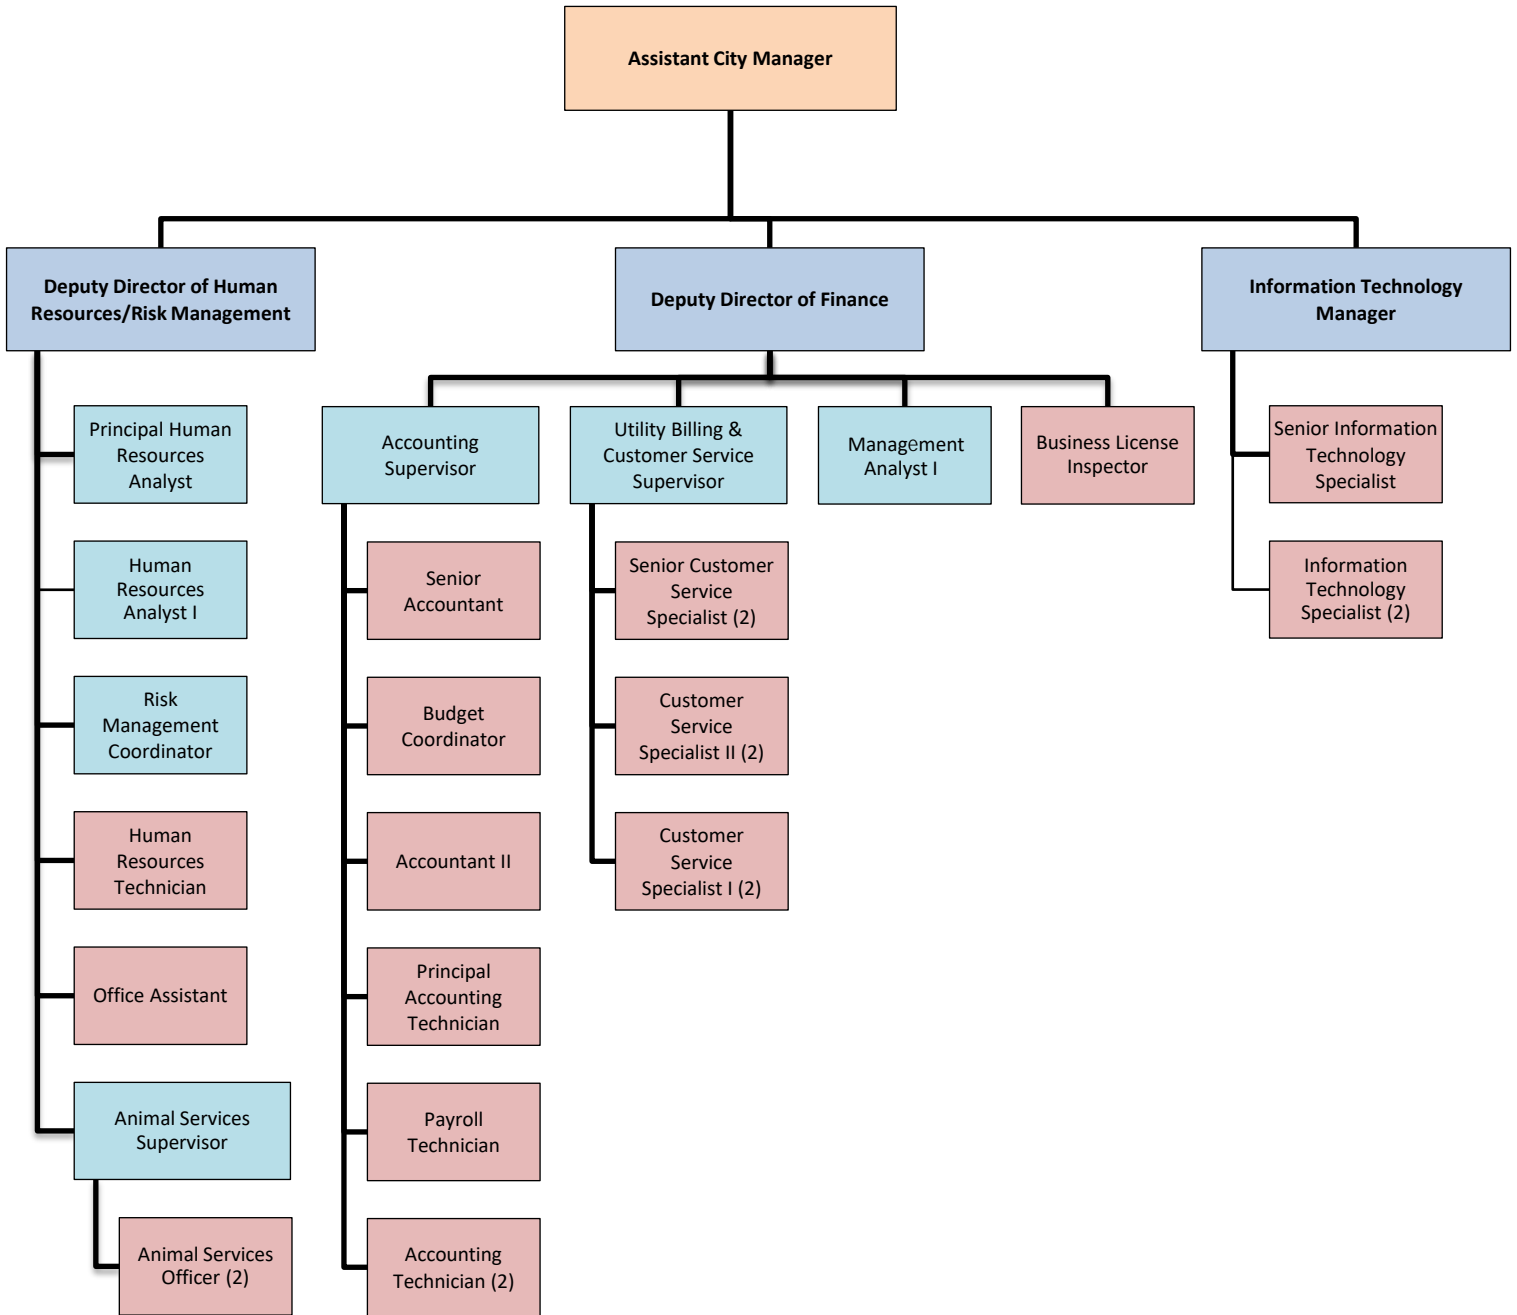 Assistant City Manager
Deputy Director of Human
Resources/Risk Management
Deputy Director of Finance
Information Technology
Manager
Principal Human
Resources
Analyst
Human
Resources
Analyst I
Risk
Management
Coordinator
Human
Resources
Technician
Office Assistant
Animal Services
Supervisor
Animal Services
Officer (2)
Accounting
Supervisor
Senior
Accountant
Budget
Coordinator
Accountant II
Principal
Accounting
Technician
Payroll
Technician
Accounting
Technician (2)
Utility Billing &
Customer Service
Supervisor
Senior Customer
Service
Specialist (2)
Customer
Service
Specialist II (2)
Customer
Service
Specialist I (2)
Management
Analyst I
Business License
Inspector
Senior Information
Technology
Specialist
Information
Technology
Specialist (2)